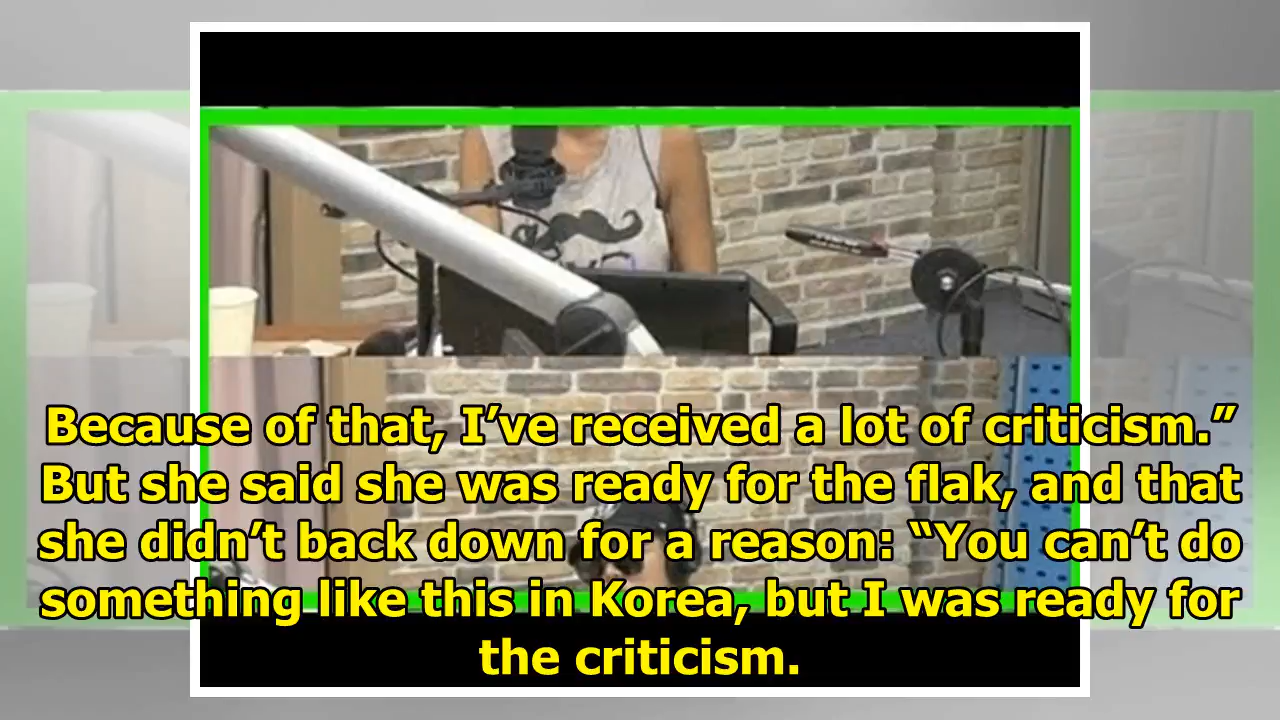 Because of that, I’ve received a lot of criticism.”
But she said she was ready for the flak, and that
she didn’t back down for a reason: “You can’t do
something like this in Korea, but I was ready for
the criticism.